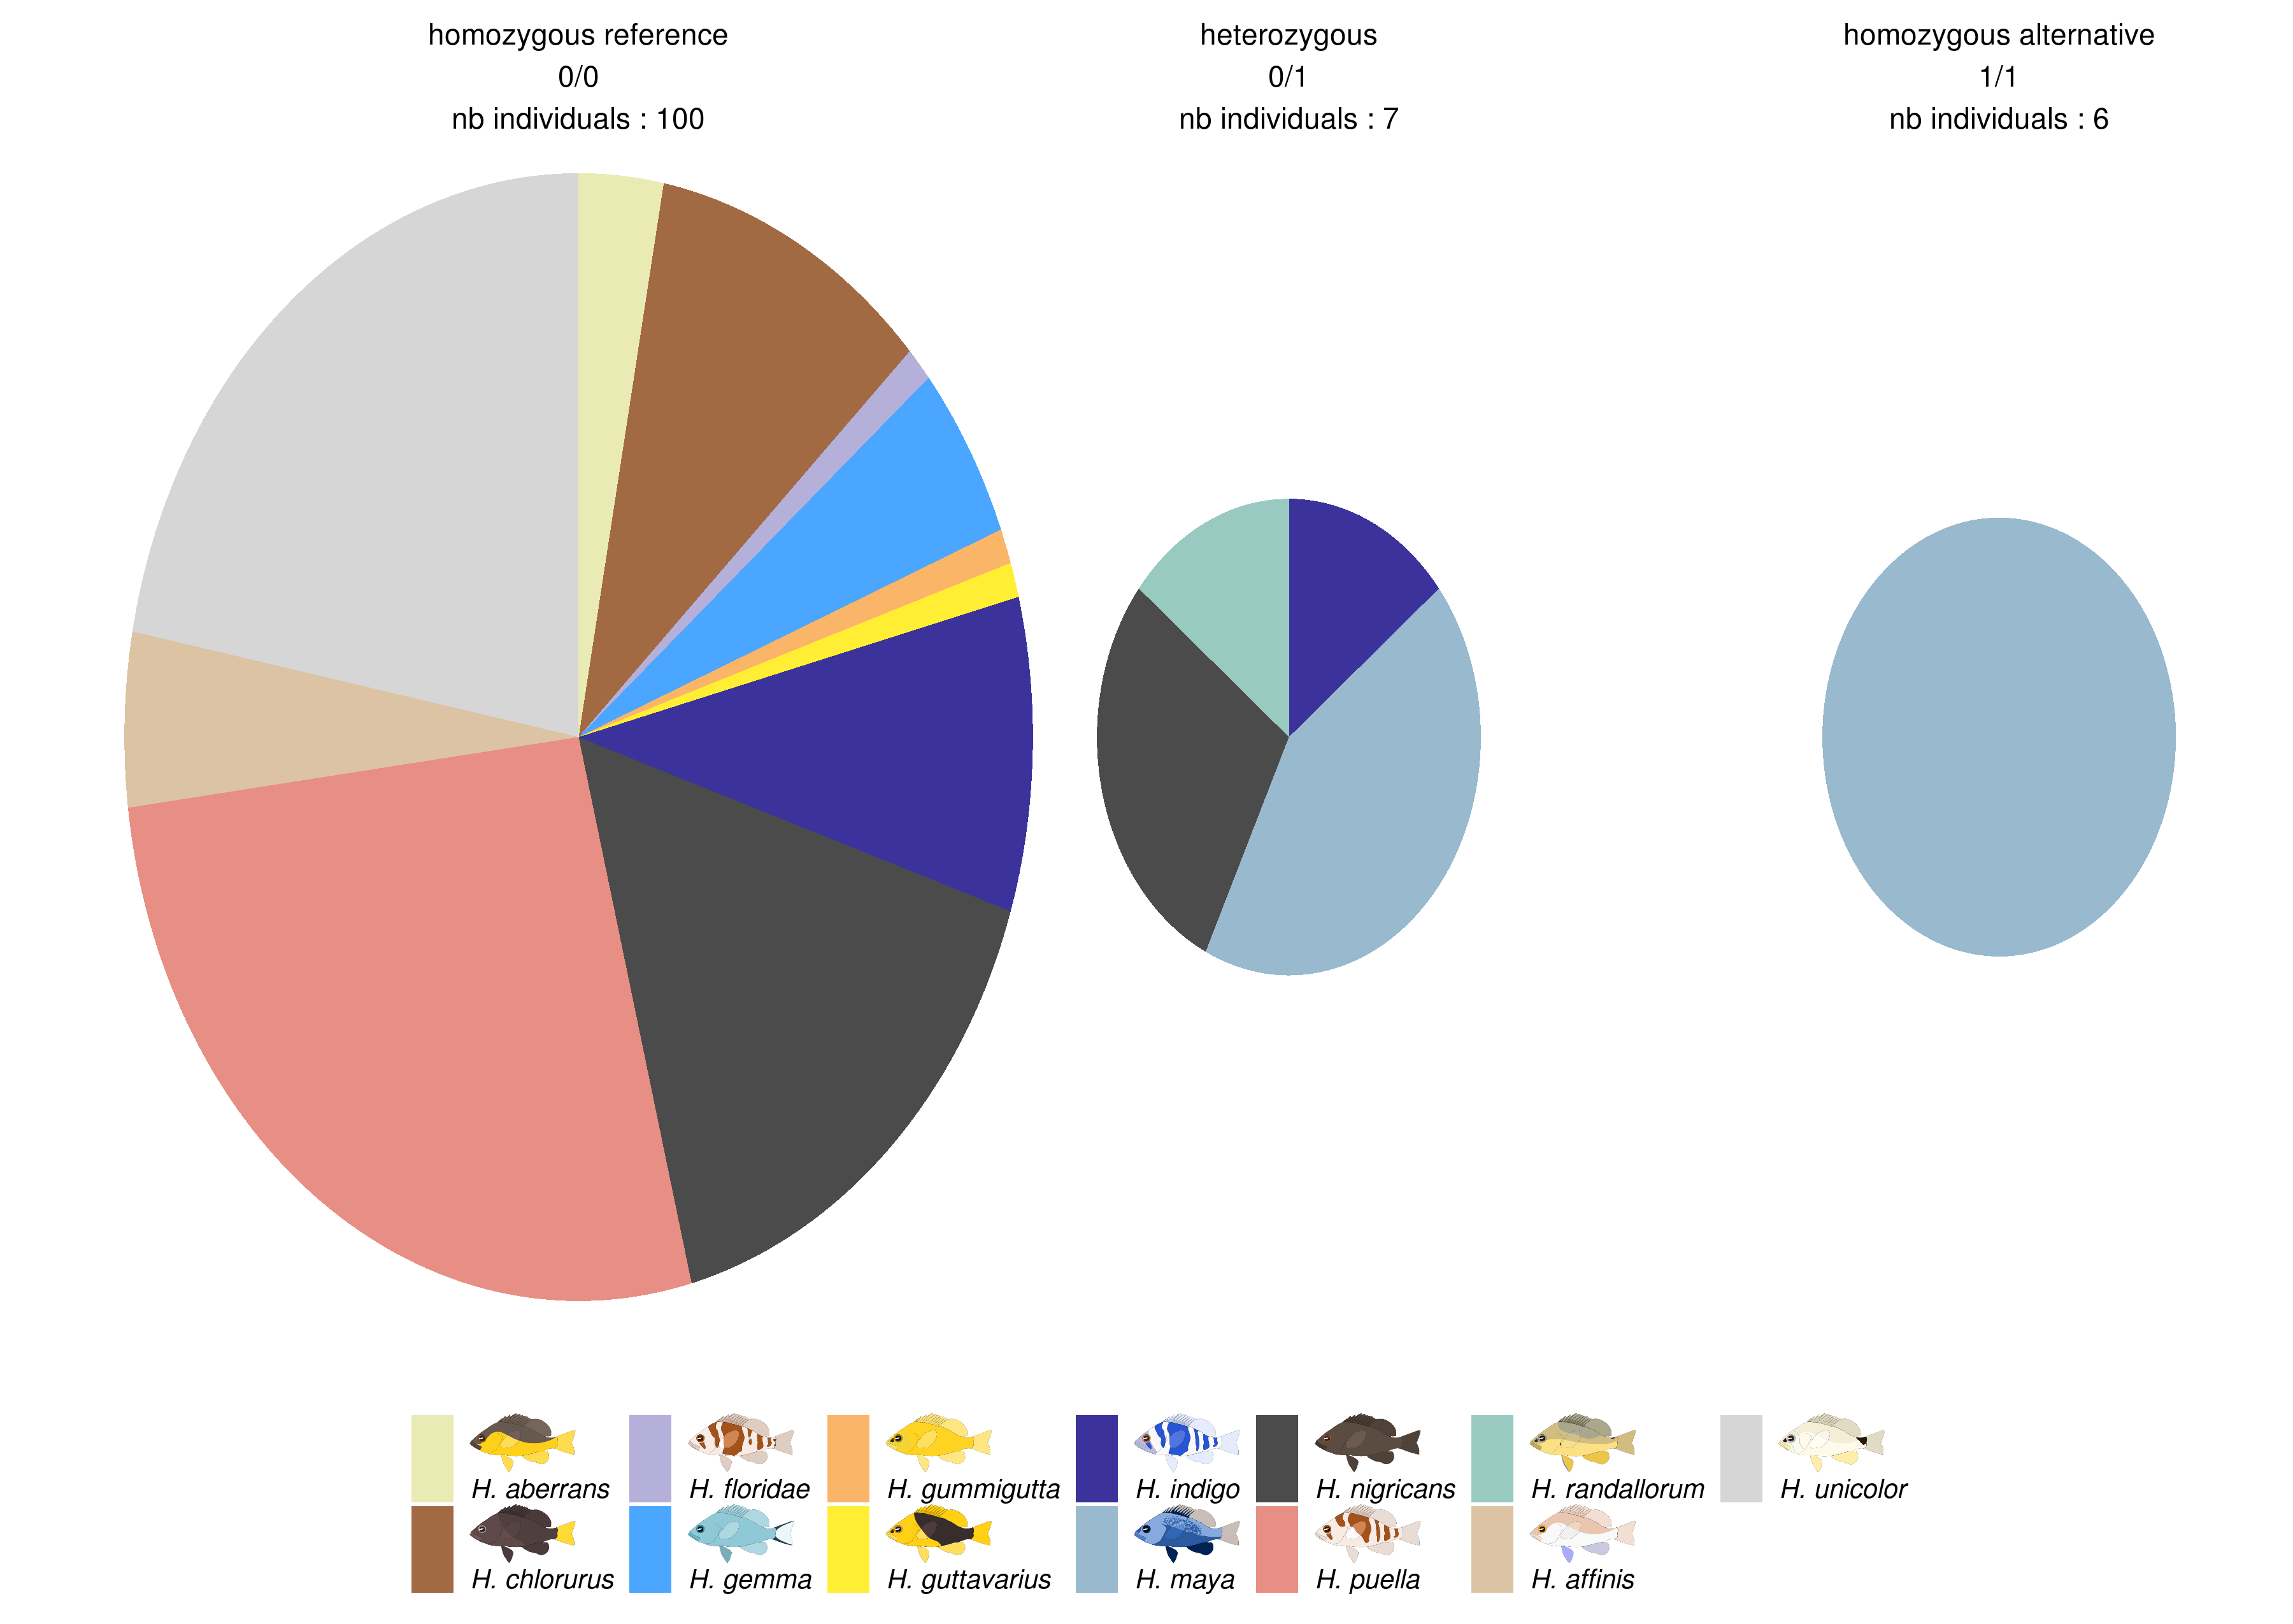 homozygous reference
0/0
nb individuals : 100
heterozygous
0/1
nb individuals : 7
homozygous alternative
1/1
nb individuals : 6
H. aberrans
H. floridae
H. gummigutta
H. indigo
H. nigricans
H. randallorum
H. unicolor
H. chlorurus
H. gemma
H. guttavarius
H. maya
H. puella
H. affinis